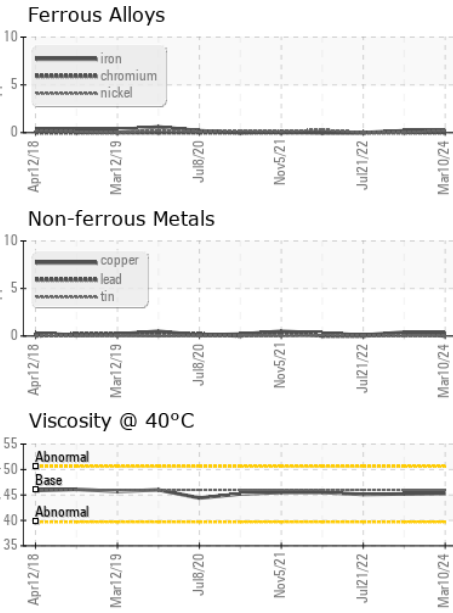 Ferrous Alloys
10
5
0
iron
chromium
nickel
Apr12/18
Mar12/19
Jul8/20
Nov5/21
Jul21/22
Mar10/24
Non-ferrous Metals
10
5
0
copper
lead
tin
Apr12/18
Mar12/19
Jul8/20
Nov5/21
Jul21/22
Mar10/24
Viscosity @ 40°C
55
50
45
40
35
Abnormal
Base
Abnormal
Apr12/18
Mar12/19
Jul8/20
Nov5/21
Jul21/22
Mar10/24